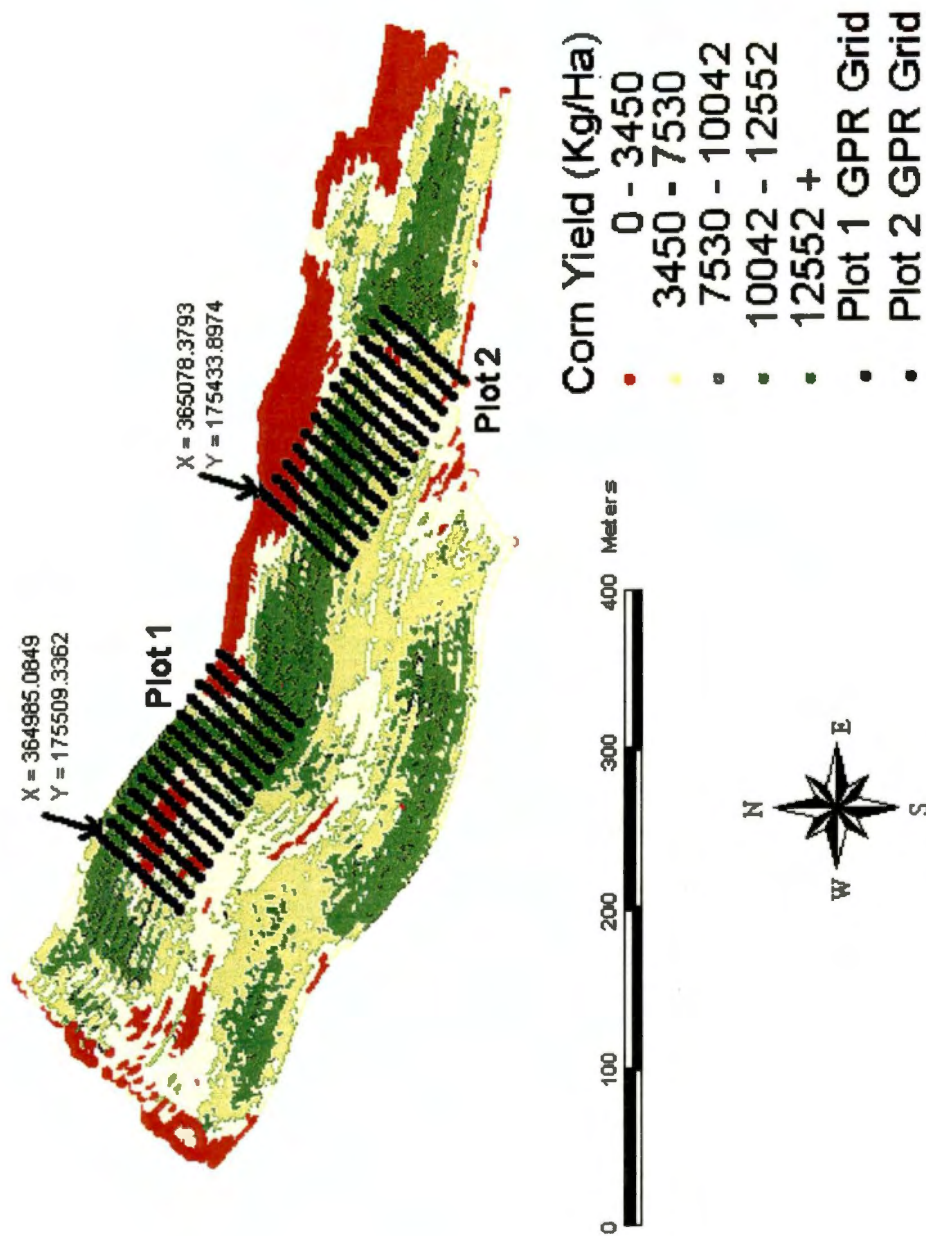 X = 364985.0849
Y = 175509.3362
X = 365078.3793
Y = 175433.8974
Plot 1
Plot 2
Corn Yield (Kg/Ha)
0 - 3450
3450 - 7530
7530 - 10042
10042 - 12552
12552 +
Plot 1 GPR Grid
Plot 2 GPR Grid
0 100 200 300 400 Meters
N
W E
S